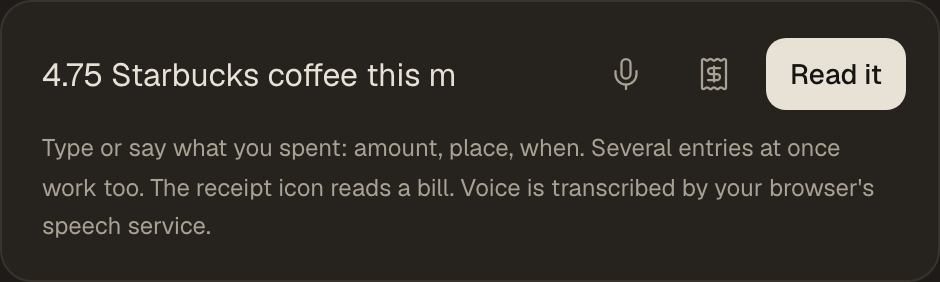 4.75 Starbucks coffee this m
Read it
Type or say what you spent: amount, place, when. Several entries at once
work too. The receipt icon reads a bill. Voice is transcribed by your browser's
speech service.